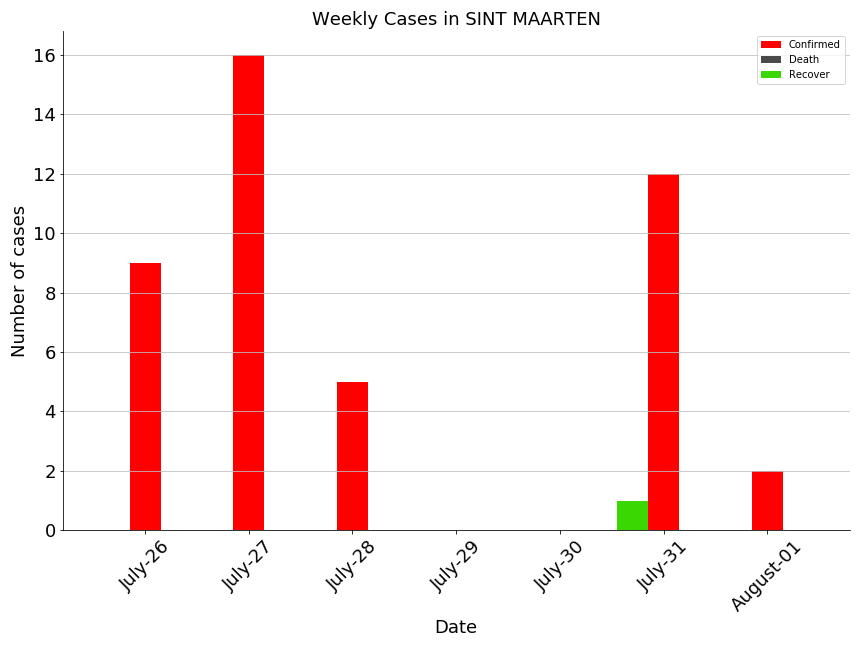 Weekly Cases in SINT MAARTEN
Confirmed
Death
Recover
Number of cases
16
14
12
10
8
6
4
2
0
July-26
July-27
July-28
July-29
July-30
July-31
August-01
Date